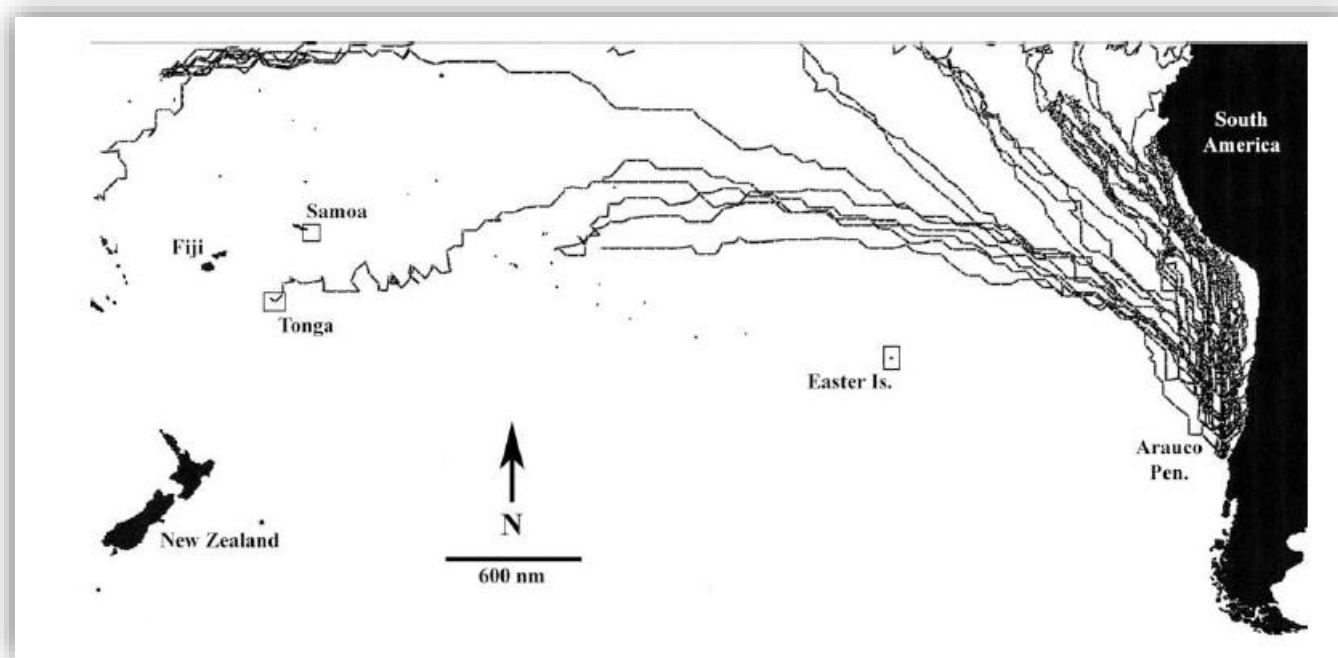 South
America
Samoa
Fiji
Tonga
Easter Is.
Arauco
Pen.
N
New Zealand
600 nm